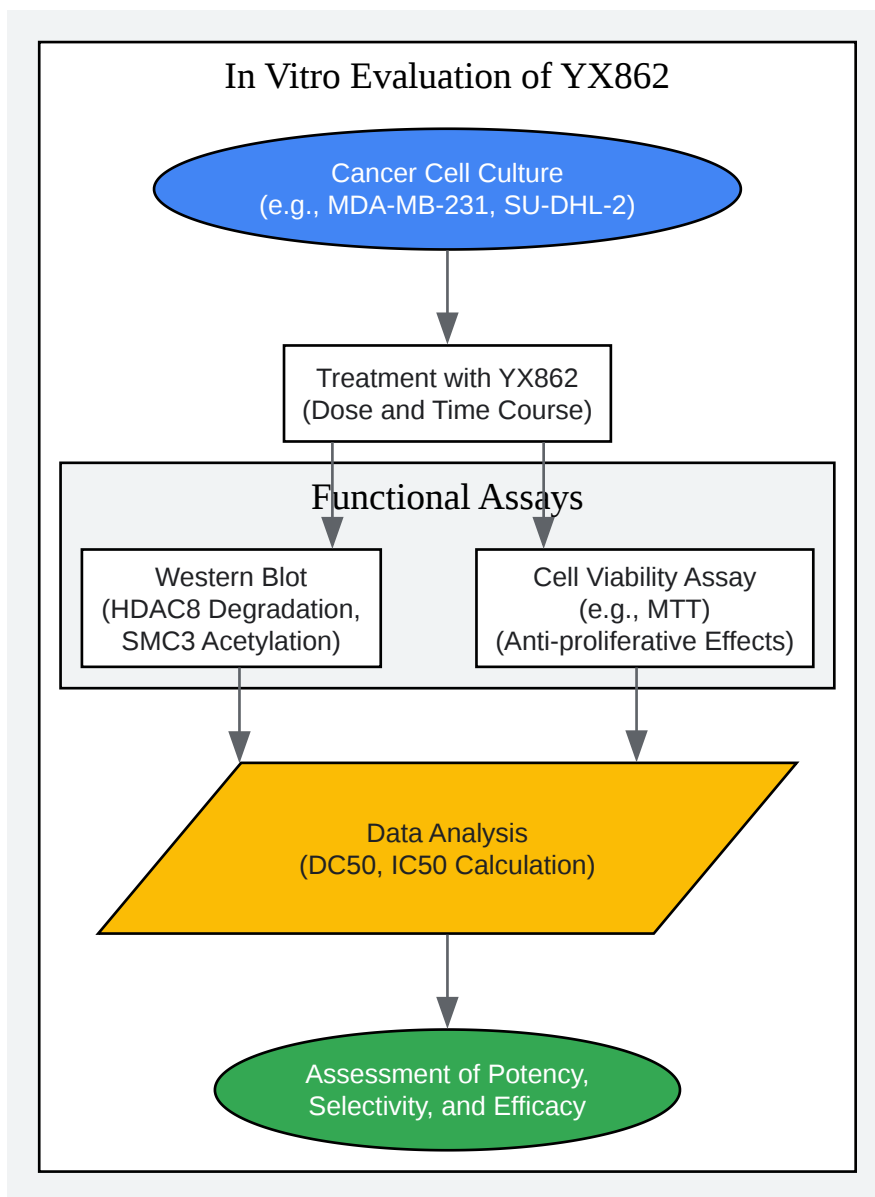 In Vitro Evaluation of YX862
Cancer Cell Culture
(e.g., MDA-MB-231, SU-DHL-2)
Treatment with YX862
(Dose and Time Course)
Functional Assays
Western Blot
(HDAC8 Degradation,
SMC3 Acetylation)
Cell Viability Assay
(e.g., MTT)
(Anti-proliferative Effects)
Data Analysis
(DC50, IC50 Calculation)
Assessment of Potency,
Selectivity, and Efficacy